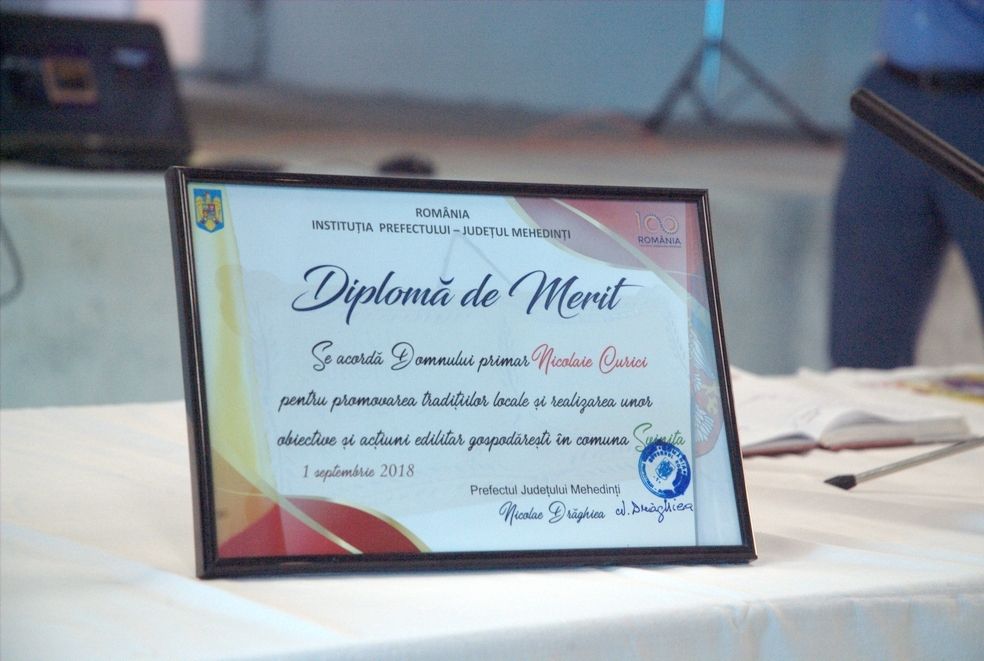 ROMÂNIA
INSTITUȚIA PREFECTULUI – JUDEȚUL MEHEDINȚI
100
ROMÂNIA
Diplomă de Merit
Se acordă Domnului primar Nicolaie Curici
pentru promovarea tradițiilor locale și realizarea unor
obiective și acțiuni edilitar gospodărești în comuna Svinița
1 septembrie 2018
Prefectul Județului Mehedinți
Nicolae Drăghiea N. Drăghiea